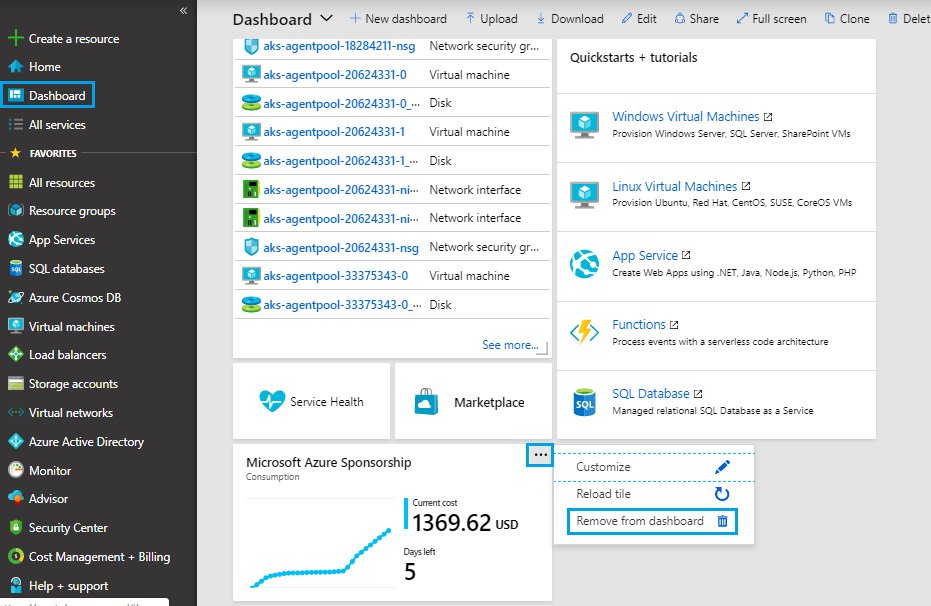 «
Create a resource
Home
Dashboard
All services
FAVORITES
All resources
Resource groups
App Services
SQL databases
Azure Cosmos DB
Virtual machines
Load balancers
Storage accounts
Virtual networks
Azure Active Directory
Monitor
Advisor
Security Center
Cost Management + Billing
Help + support
Dashboard
New dashboard Upload Download Edit Share Full screen Clone Delet
aks-agentpool-18284211-nsg Network security gr...
aks-agentpool-20624331-0 Virtual machine
aks-agentpool-20624331-0_... Disk
aks-agentpool-20624331-1 Virtual machine
aks-agentpool-20624331-1_... Disk
aks-agentpool-20624331-ni... Network interface
aks-agentpool-20624331-ni... Network interface
aks-agentpool-20624331-nsg Network security gr...
aks-agentpool-33375343-0 Virtual machine
aks-agentpool-33375343-0_... Disk
See more...
Quickstarts + tutorials
Windows Virtual Machines
Provision Windows Server, SQL Server, SharePoint VMs
Linux Virtual Machines
Provision Ubuntu, Red Hat, CentOS, SUSE, CoreOS VMs
App Service
Create Web Apps using .NET, Java, Node.js, Python, PHP
Functions
Process events with a serverless code architecture
SQL
SQL Database
Managed relational SQL Database as a Service
Service Health
Marketplace
Microsoft Azure Sponsorship
Consumption
Current cost
1369.62 USD
Days left
5
...
Customize
Reload tile
Remove from dashboard